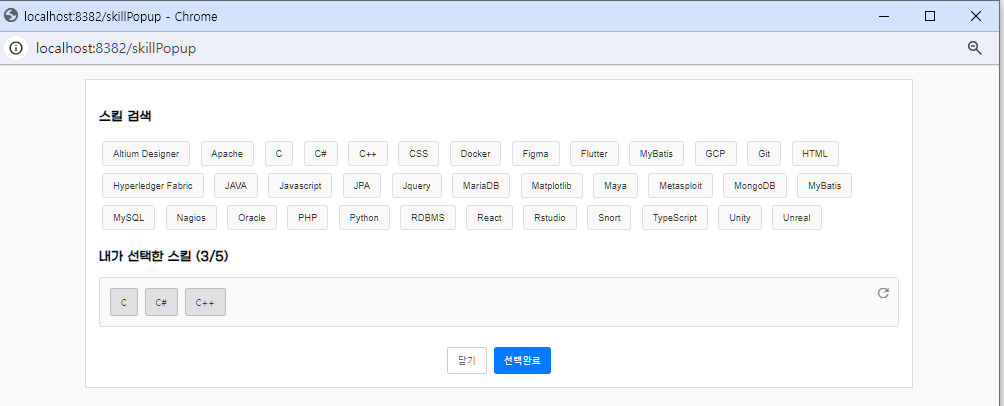 localhost:8382/skillPopup - Chrome
localhost:8382/skillPopup
스킬 검색
Altium Designer Apache C C# C++ CSS Docker Figma Flutter MyBatis GCP Git HTML
Hyperledger Fabric JAVA Javascript JPA Jquery MariaDB Matplotlib Maya Metasploit MongoDB MyBatis
MySQL Nagios Oracle PHP Python RDBMS React Rstudio Snort TypeScript Unity Unreal
내가 선택한 스킬 (3/5)
C C# C++
닫기 선택완료